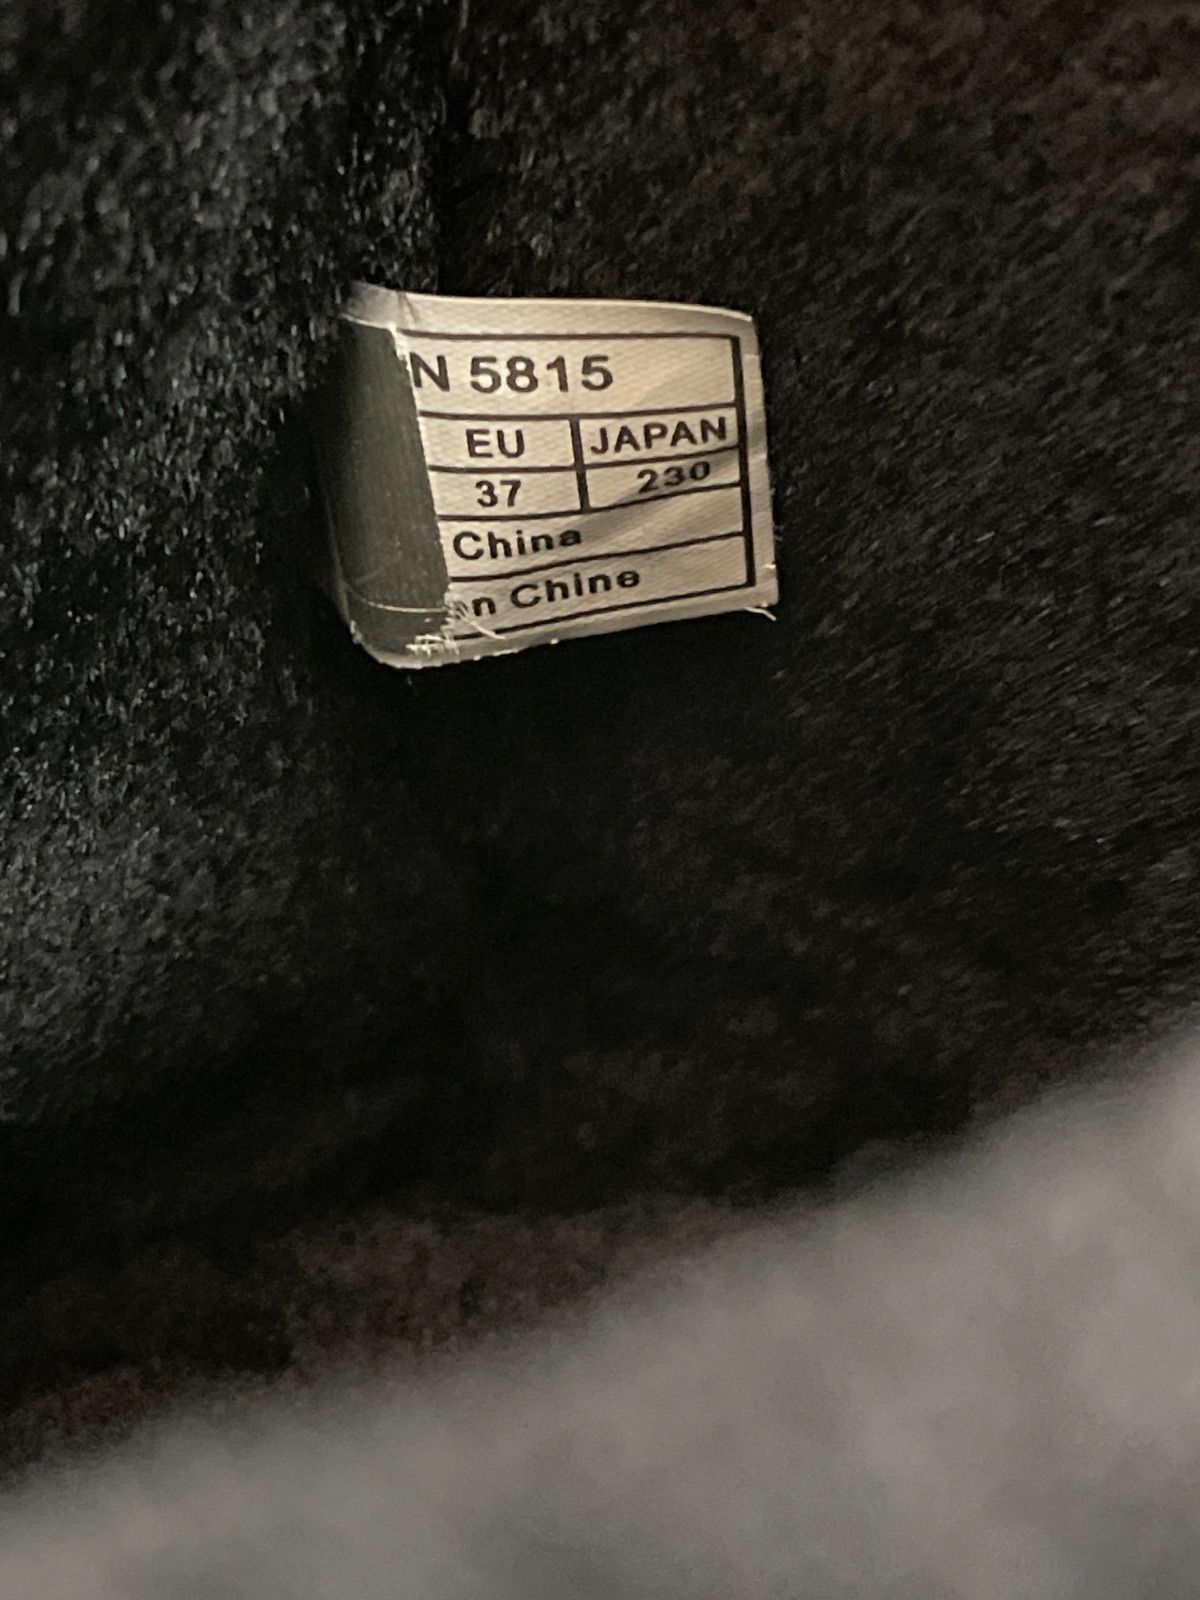 N 5815
EU JAPAN
37 230
China
n Chine